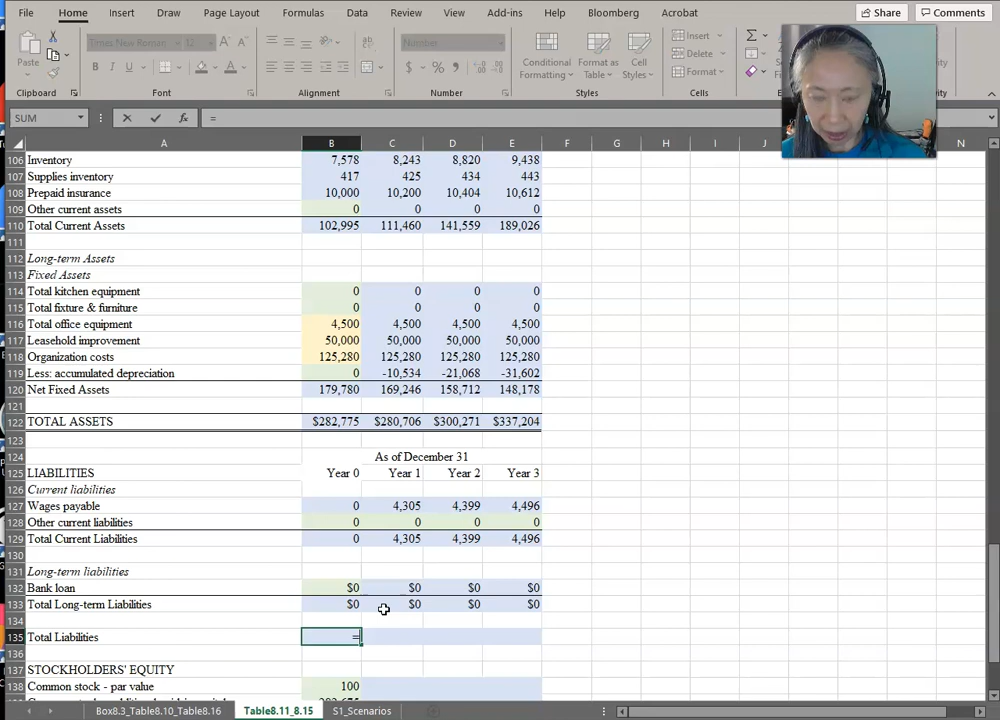 File Home Insert Draw Page Layout Formulas Data Review View Add-ins Help Bloomberg Acrobat Share Comments
Paste Times New Roman 12 A A Number Conditional Formatting Format as Table Cell Styles Insert Delete Format
B I U $ % 9
Clipboard Font Alignment Number Styles Cells
SUM fx =
A B C D E F G H I J N
106 Inventory 7,578 8,243 8,820 9,438
107 Supplies inventory 417 425 434 443
108 Prepaid insurance 10,000 10,200 10,404 10,612
109 Other current assets 0 0 0 0
110 Total Current Assets 102,995 111,460 141,559 189,026
111
112 Long-term Assets
113 Fixed Assets
114 Total kitchen equipment 0 0 0 0
115 Total fixture & furniture 0 0 0 0
116 Total office equipment 4,500 4,500 4,500 4,500
117 Leasehold improvement 50,000 50,000 50,000 50,000
118 Organization costs 125,280 125,280 125,280 125,280
119 Less: accumulated depreciation 0 -10,534 -21,068 -31,602
120 Net Fixed Assets 179,780 169,246 158,712 148,178
121
122 TOTAL ASSETS $282,775 $280,706 $300,271 $337,204
123
124 As of December 31
125 LIABILITIES Year 0 Year 1 Year 2 Year 3
126 Current liabilities
127 Wages payable 0 4,305 4,399 4,496
128 Other current liabilities 0 0 0 0
129 Total Current Liabilities 0 4,305 4,399 4,496
130
131 Long-term liabilities
132 Bank loan $0 $0 $0 $0
133 Total Long-term Liabilities $0 $0 $0 $0
134
135 Total Liabilities =
136
137 STOCKHOLDERS' EQUITY
138 Common stock - par value 100
Box8.3_Table8.10_Table8.16 Table8.11_8.15 S1_Scenarios